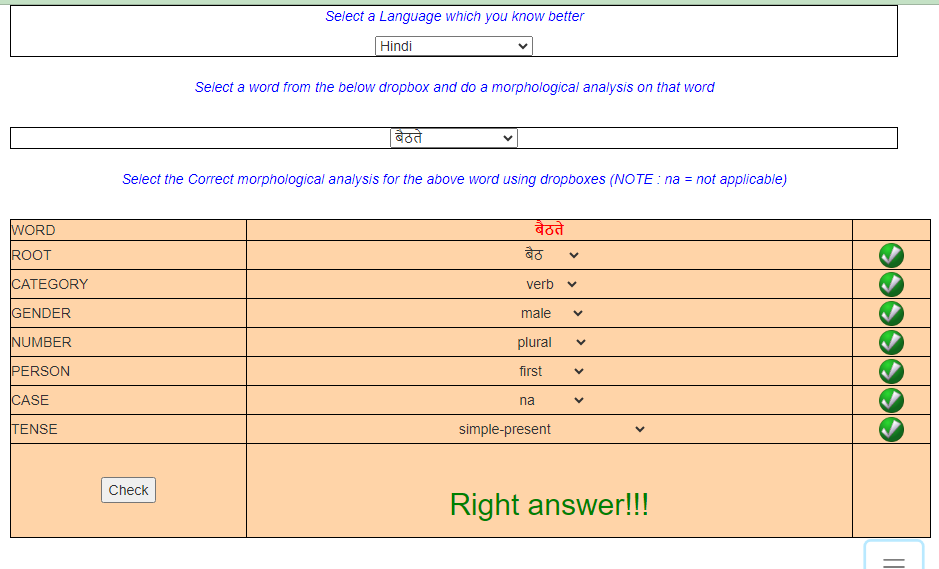 Select a Language which you know better
Hindi
Select a word from the below dropbox and do a morphological analysis on that word
बैठते
Select the Correct morphological analysis for the above word using dropboxes (NOTE : na = not applicable)
WORD बैठते
ROOT बैठ
CATEGORY verb
GENDER male
NUMBER plural
PERSON first
CASE na
TENSE simple-present
Check Right answer!!!